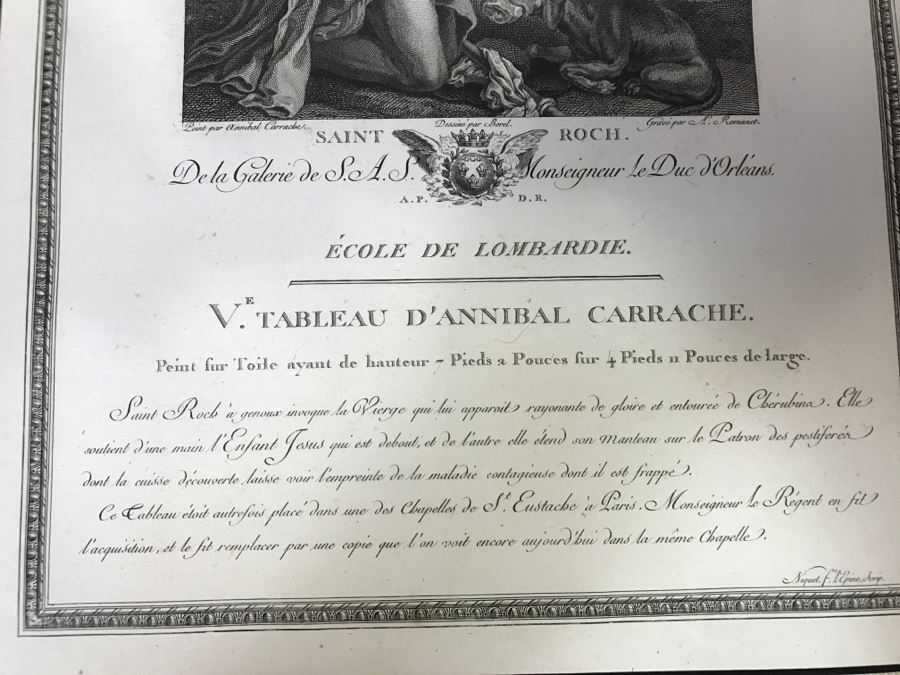 Peint par Annibal Carrache.
Dessiné par Borel.
Gravé par A. Romanet.
SAINT ROCH.
De la Galerie de S. A. S. Monseigneur le Duc d'Orléans.
A. P. D. R.
ÉCOLE DE LOMBARDIE.
V.E TABLEAU D'ANNIBAL CARRACHE.
Peint sur Toile ayant de hauteur 7 Pieds 2 Pouces sur 4 Pieds 11 Pouces de large.
Saint Roch à genoux invoque la Vierge qui lui apparoit rayonante de gloire et entourée de Chérubins. Elle
soutient d'une main l'Enfant Jesus qui est debout, et de l'autre elle étend son manteau sur le Patron des pestiferés
dont la cuisse découverte laisse voir l'empreinte de la maladie contagieuse dont il est frappé.
Ce Tableau étoit autrefois placé dans une des Chapelles de St. Eustache à Paris. Monseigneur le Régent en fit
l'acquisition, et le fit remplacer par une copie que l'on voit encore aujourd'hui dans la même Chapelle.
Niquet f.me l'Epine Scrip.